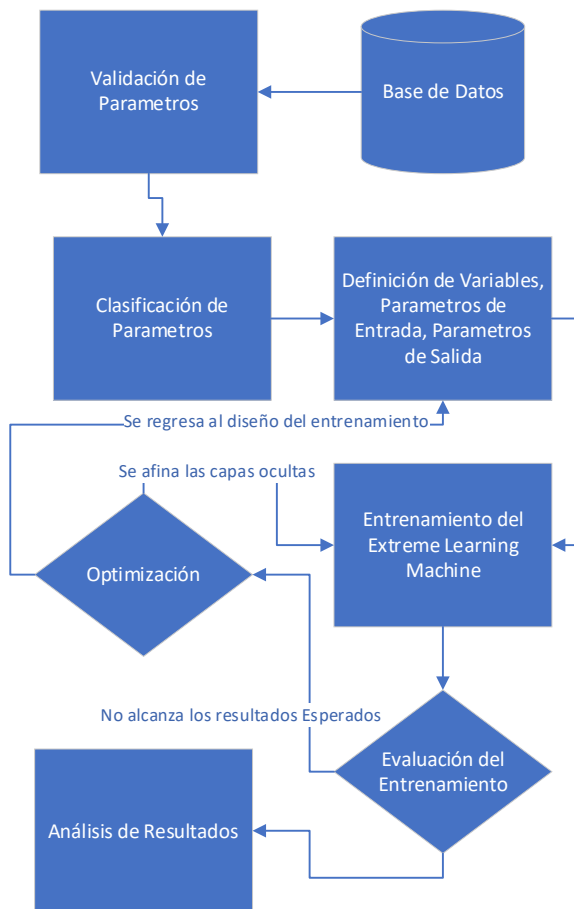 Validación de
Parametros
Base de Datos
Clasificación de
Parametros
Definición de Variables,
Parametros de
Entrada, Parametros
de Salida
Se regresa al diseño del entrenamiento
Se afina las capas ocultas
Entrenamiento del
Extreme Learning
Machine
Optimización
No alcanza los resultados Esperados
Evaluación del
Entrenamiento
Análisis de Resultados